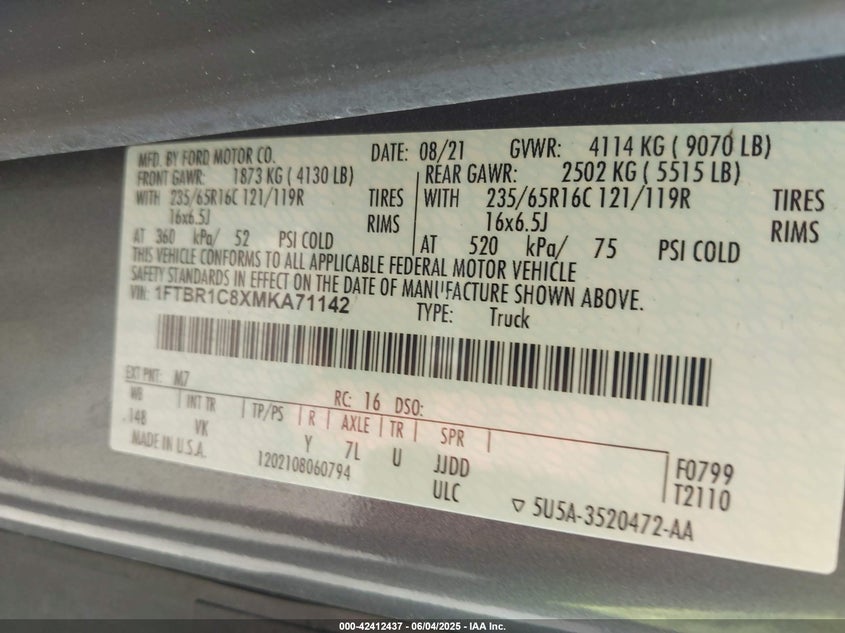 MFD. BY FORD MOTOR CO. DATE: 08/21 GVWR: 4114 KG ( 9070 LB)
FRONT GAWR: 1873 KG ( 4130 LB) REAR GAWR: 2502 KG ( 5515 LB)
WITH 235/65R16C 121/119R TIRES WITH 235/65R16C 121/119R TIRES
16x6.5J RIMS 16x6.5J RIMS
AT 360 kPa/ 52 PSI COLD AT 520 kPa/ 75 PSI COLD
THIS VEHICLE CONFORMS TO ALL APPLICABLE FEDERAL MOTOR VEHICLE
SAFETY STANDARDS IN EFFECT ON THE DATE OF MANUFACTURE SHOWN ABOVE.
VIN: 1FTBR1C8XMKA71142 TYPE: Truck
EXT PNT: M7 RC: 16 DSO:
WB INT TR TP/PS R AXLE TR SPR
.148 VK Y 7L U JJDD F0799
MADE IN U.S.A. 1202108060794 ULC T2110
▽ 5U5A-3520472-AA
000-42412437 - 06/04/2025 - IAA Inc.